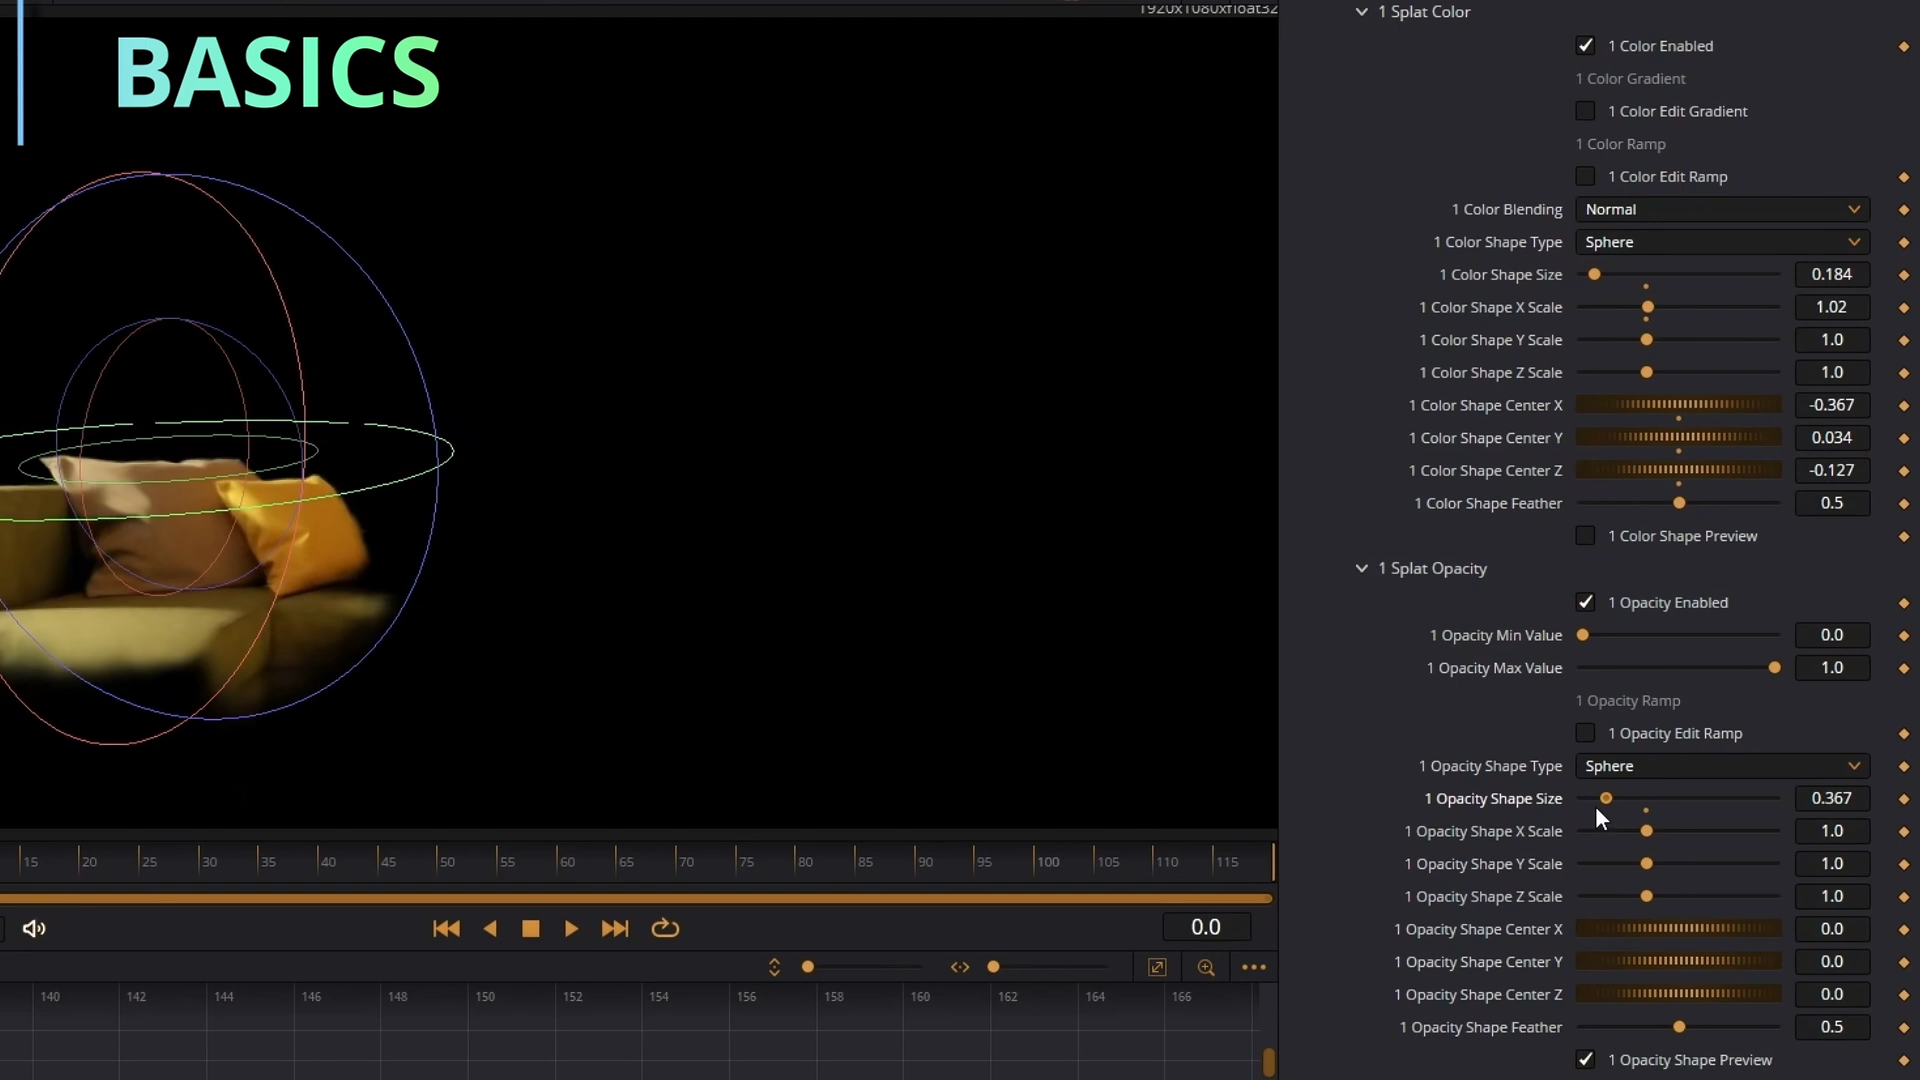 1920x1080xfloat32
BASICS
1 Splat Color
1 Color Enabled
1 Color Gradient
1 Color Edit Gradient
1 Color Ramp
1 Color Edit Ramp
1 Color Blending Normal
1 Color Shape Type Sphere
1 Color Shape Size 0.184
1 Color Shape X Scale 1.02
1 Color Shape Y Scale 1.0
1 Color Shape Z Scale 1.0
1 Color Shape Center X -0.367
1 Color Shape Center Y 0.034
1 Color Shape Center Z -0.127
1 Color Shape Feather 0.5
1 Color Shape Preview
1 Splat Opacity
1 Opacity Enabled
1 Opacity Min Value 0.0
1 Opacity Max Value 1.0
1 Opacity Ramp
1 Opacity Edit Ramp
1 Opacity Shape Type Sphere
1 Opacity Shape Size 0.367
1 Opacity Shape X Scale 1.0
1 Opacity Shape Y Scale 1.0
1 Opacity Shape Z Scale 1.0
1 Opacity Shape Center X 0.0
1 Opacity Shape Center Y 0.0
1 Opacity Shape Center Z 0.0
1 Opacity Shape Feather 0.5
1 Opacity Shape Preview
15 20 25 30 35 40 45 50 55 60 65 70 75 80 85 90 95 100 105 110 115
0.0
140 142 144 146 148 150 152 154 156 158 160 162 164 166